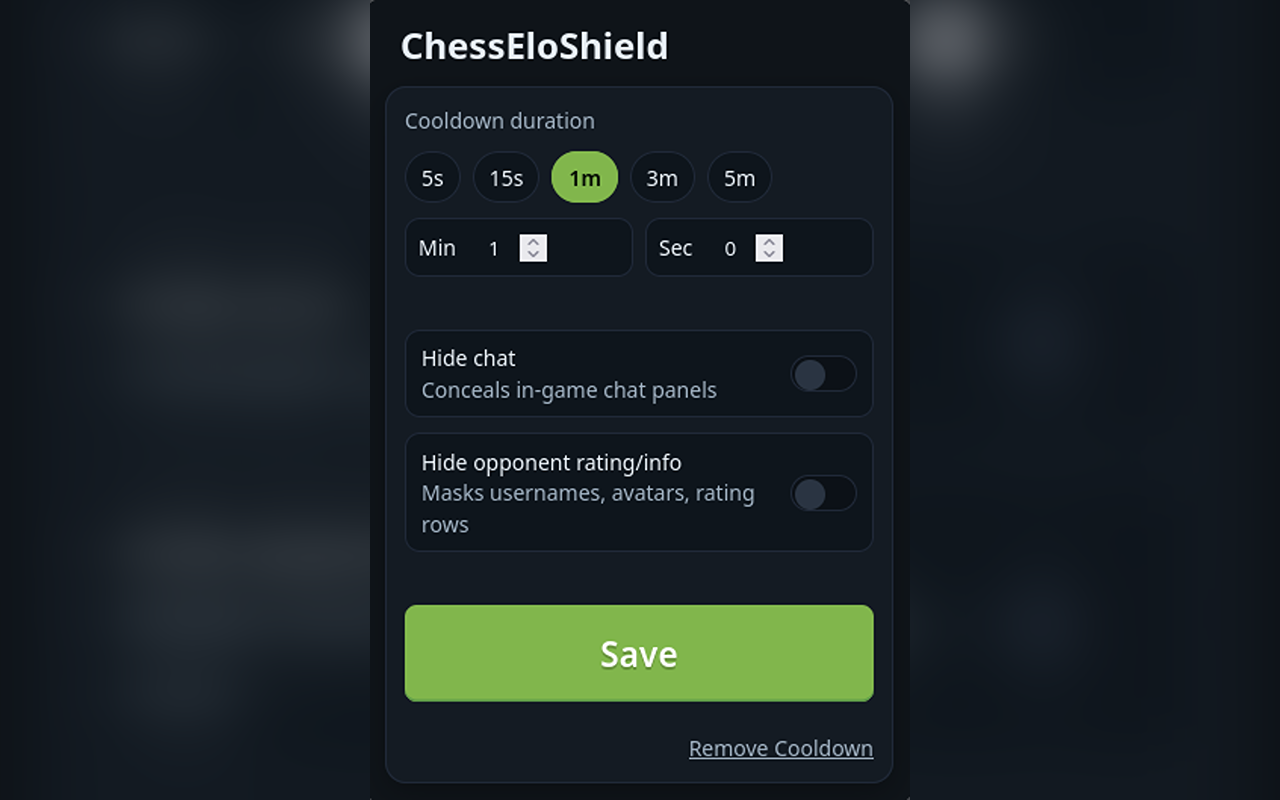 ChessEloShield
Cooldown duration
5s 15s 1m 3m 5m
Min 1 Sec 0
Hide chat
Conceals in-game chat panels
Hide opponent rating/info
Masks usernames, avatars, rating
rows
Save
Remove Cooldown